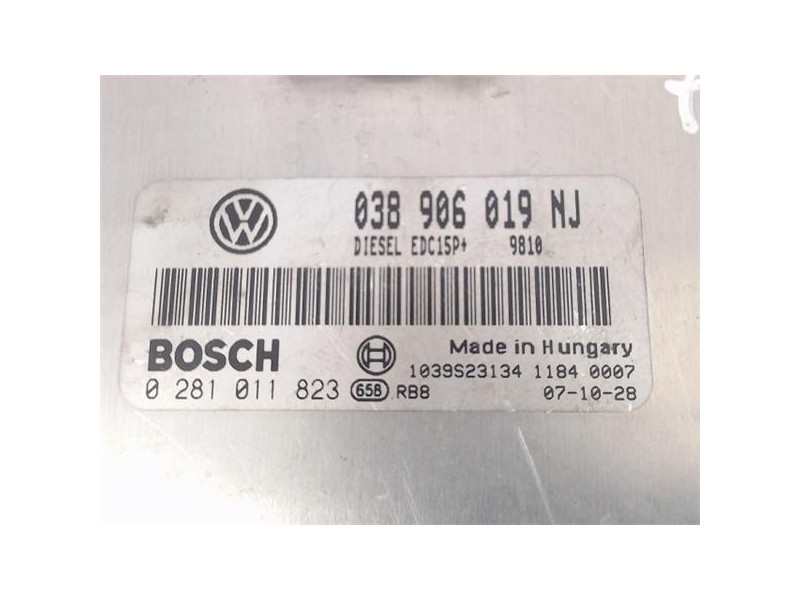 VW
038 906 019 NJ
DIESEL EDC15P+ 9810
BOSCH
Made in Hungary
1039S23134 1184 0007
0 281 011 823 658 RB8 07-10-28